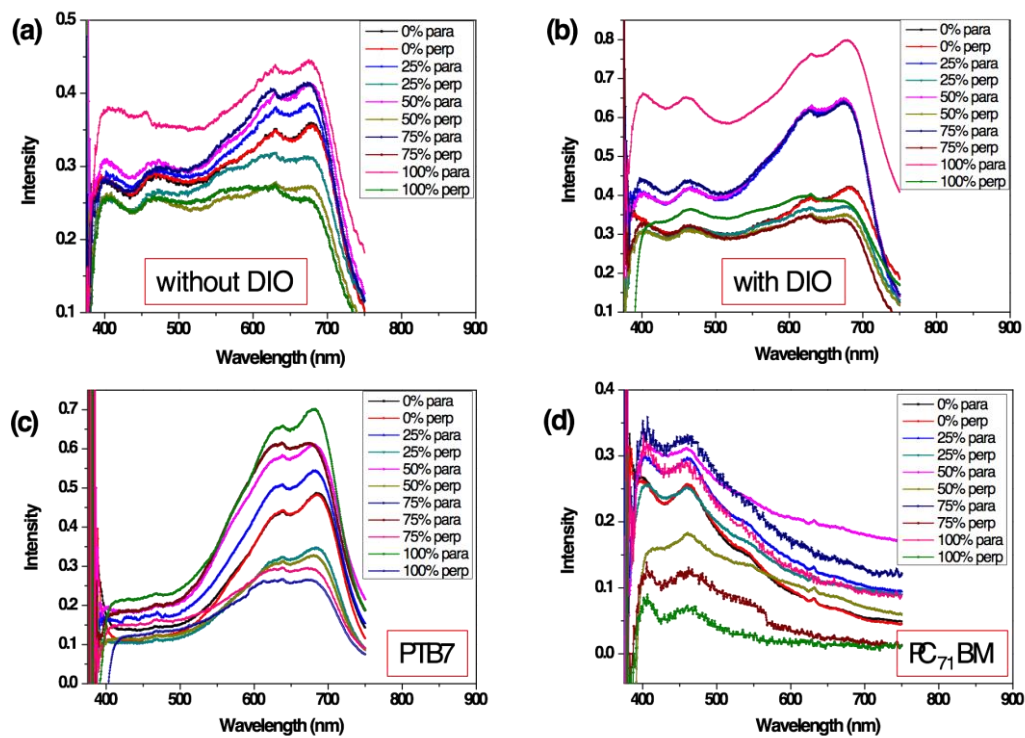 (a)
0.5
0.4
0.3
0.2
0.1
Intensity
0% para
0% perp
25% para
25% perp
50% para
50% perp
75% para
75% perp
100% para
100% perp
without DIO
400 500 600 700 800 900
Wavelength (nm)
(b)
0.8
0.7
0.6
0.5
0.4
0.3
0.2
0.1
Intensity
0% para
0% perp
25% para
25% perp
50% para
50% perp
75% para
75% perp
100% para
100% perp
with DIO
400 500 600 700 800 900
Wavelength (nm)
(c)
0.7
0.6
0.5
0.4
0.3
0.2
0.1
0.0
Intensity
0% para
0% perp
25% para
25% perp
50% para
50% perp
75% para
75% para
75% perp
100% para
100% perp
PTB7
400 500 600 700 800 900
Wavelength (nm)
(d)
0.4
0.3
0.2
0.1
0.0
Intensity
0% para
0% perp
25% para
25% perp
50% para
50% perp
75% para
75% perp
100% para
100% perp
PC71BM
400 500 600 700 800 900
Wavelength (nm)